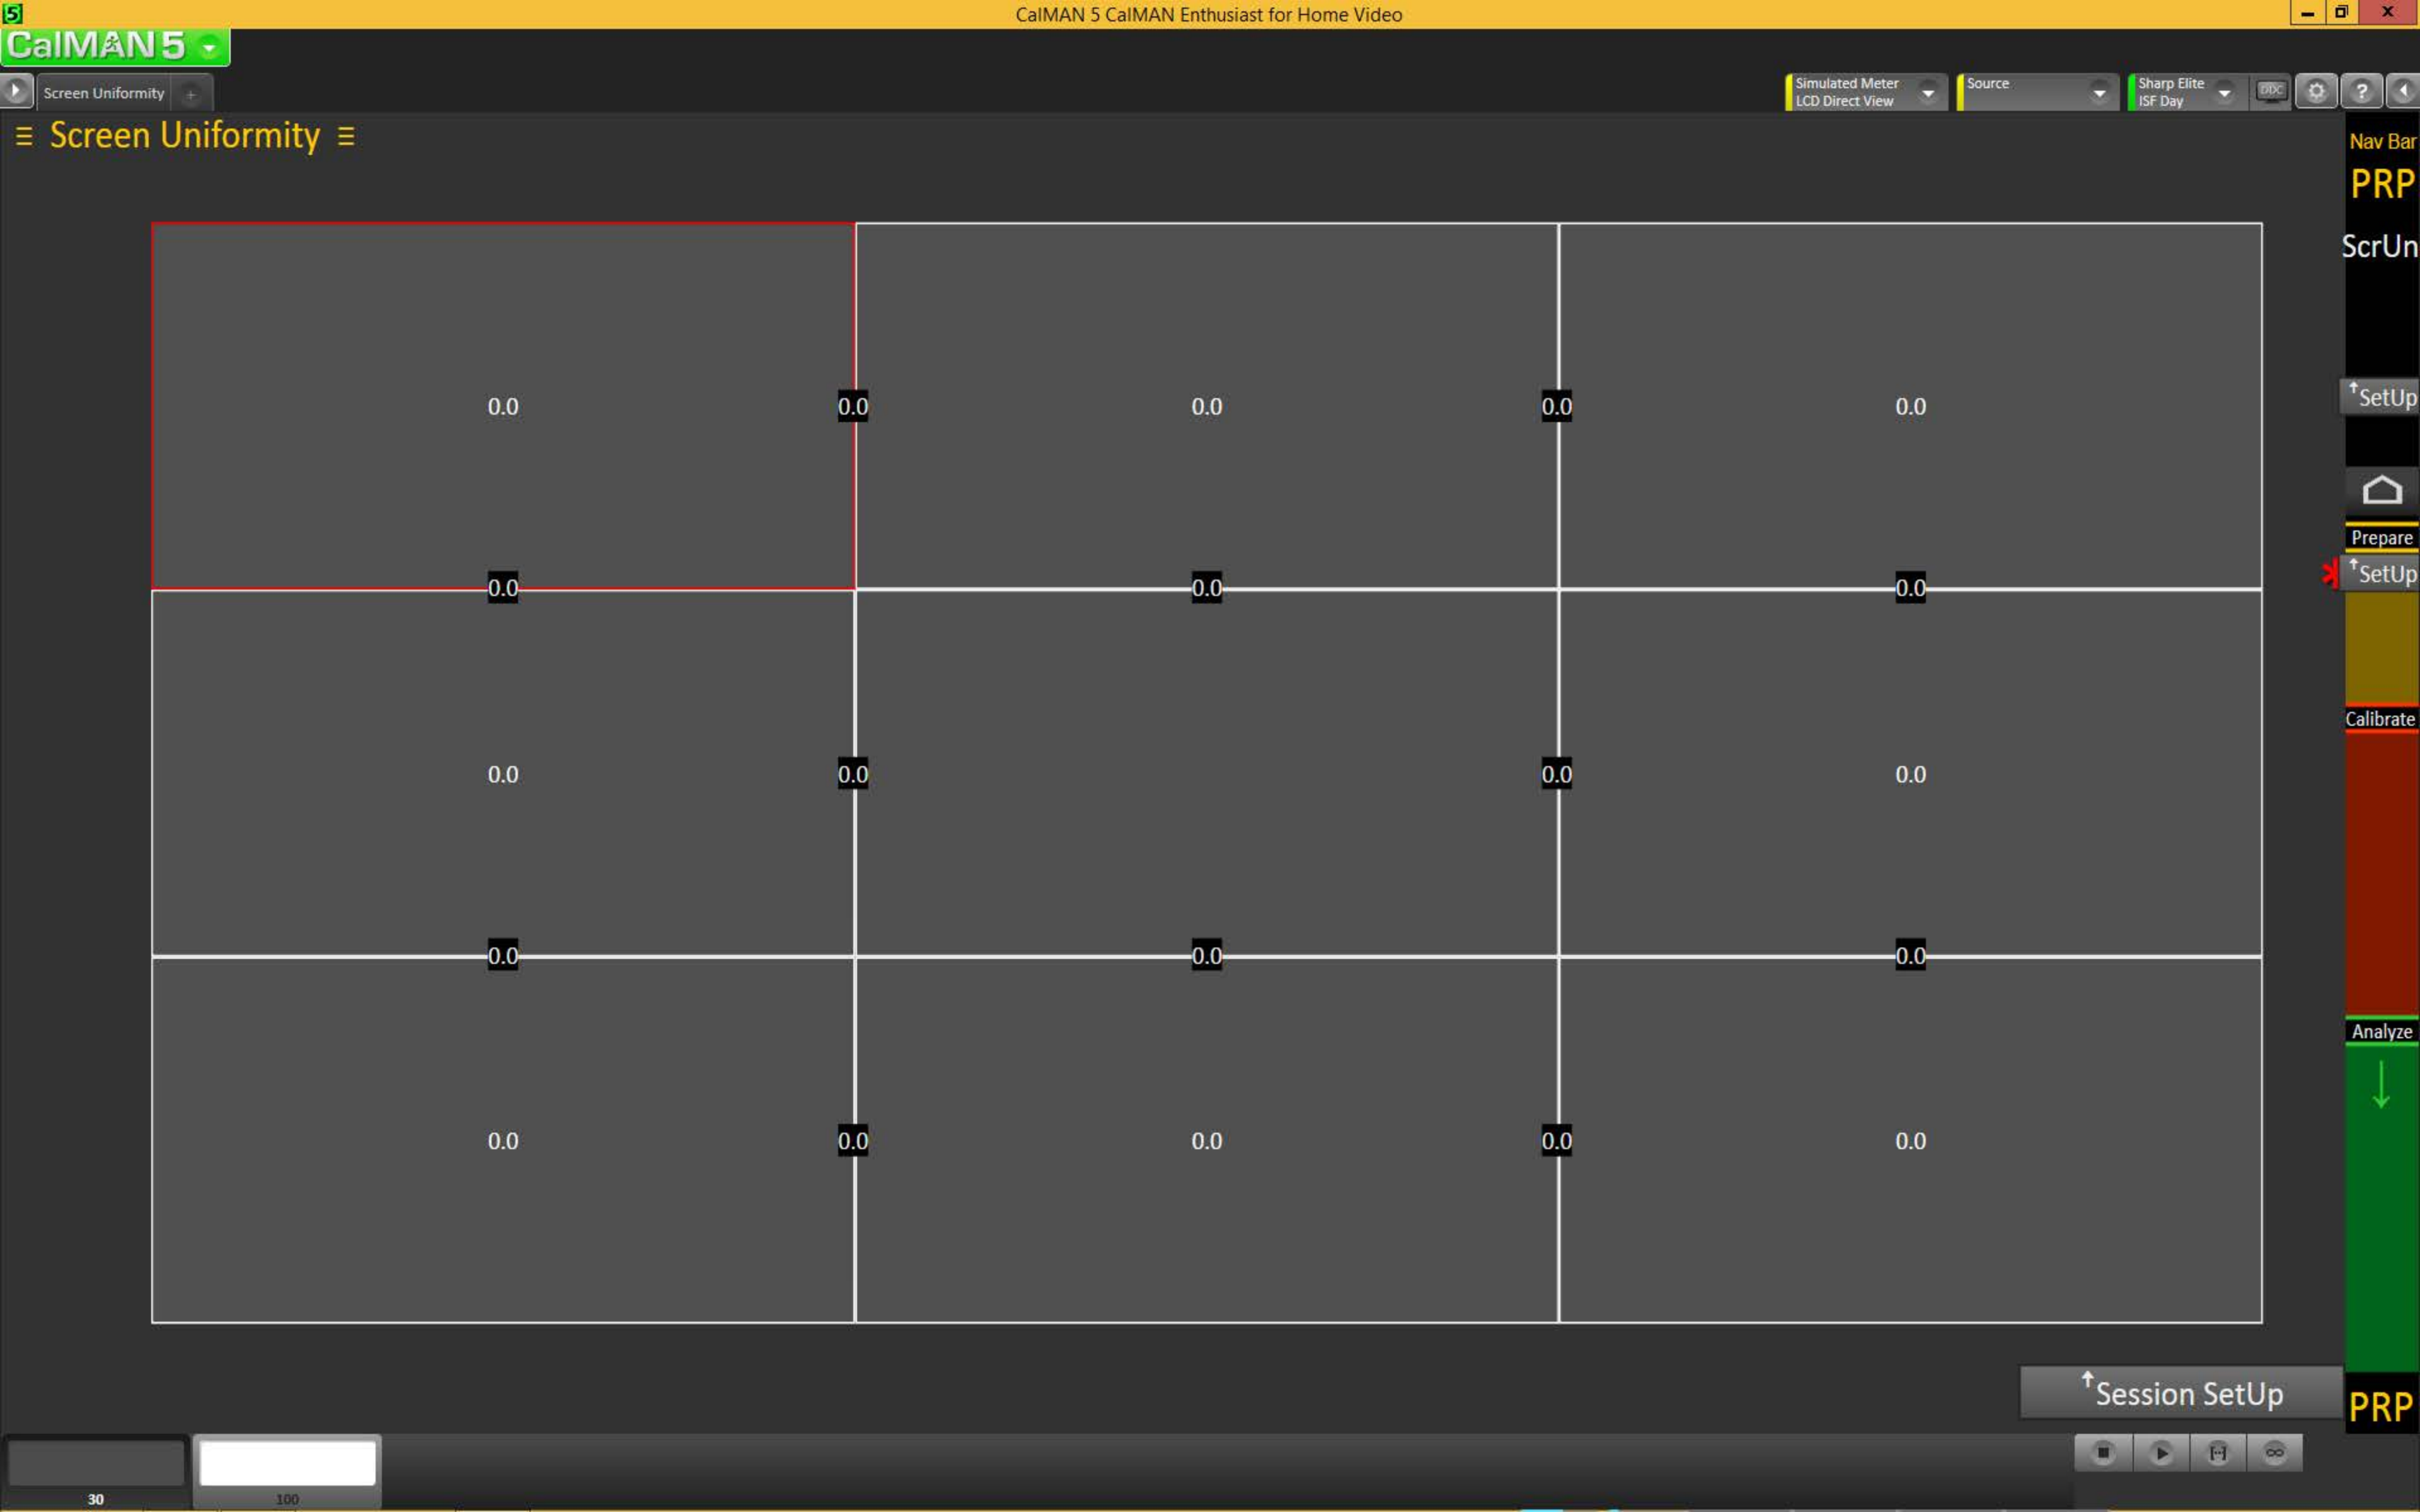 5
CalMAN 5 CalMAN Enthusiast for Home Video
CalMAN 5
Screen Uniformity +
Simulated Meter
LCD Direct View
Source
Sharp Elite
ISF Day
DDC
?
Screen Uniformity
Nav Bar
PRP
ScrUn
0.0 0.0 0.0 0.0 0.0
SetUp
Prepare
SetUp
0.0 0.0 0.0
Calibrate
0.0 0.0 0.0 0.0
0.0 0.0 0.0
Analyze
0.0 0.0 0.0 0.0 0.0
Session SetUp
PRP
30
100